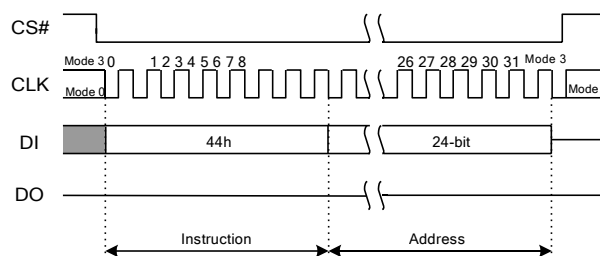 CS#
Mode 3 0 1 2 3 4 5 6 7 8 26 27 28 29 30 31 Mode 3
CLK
Mode 0 Mode
DI 44h 24-bit
DO
Instruction Address